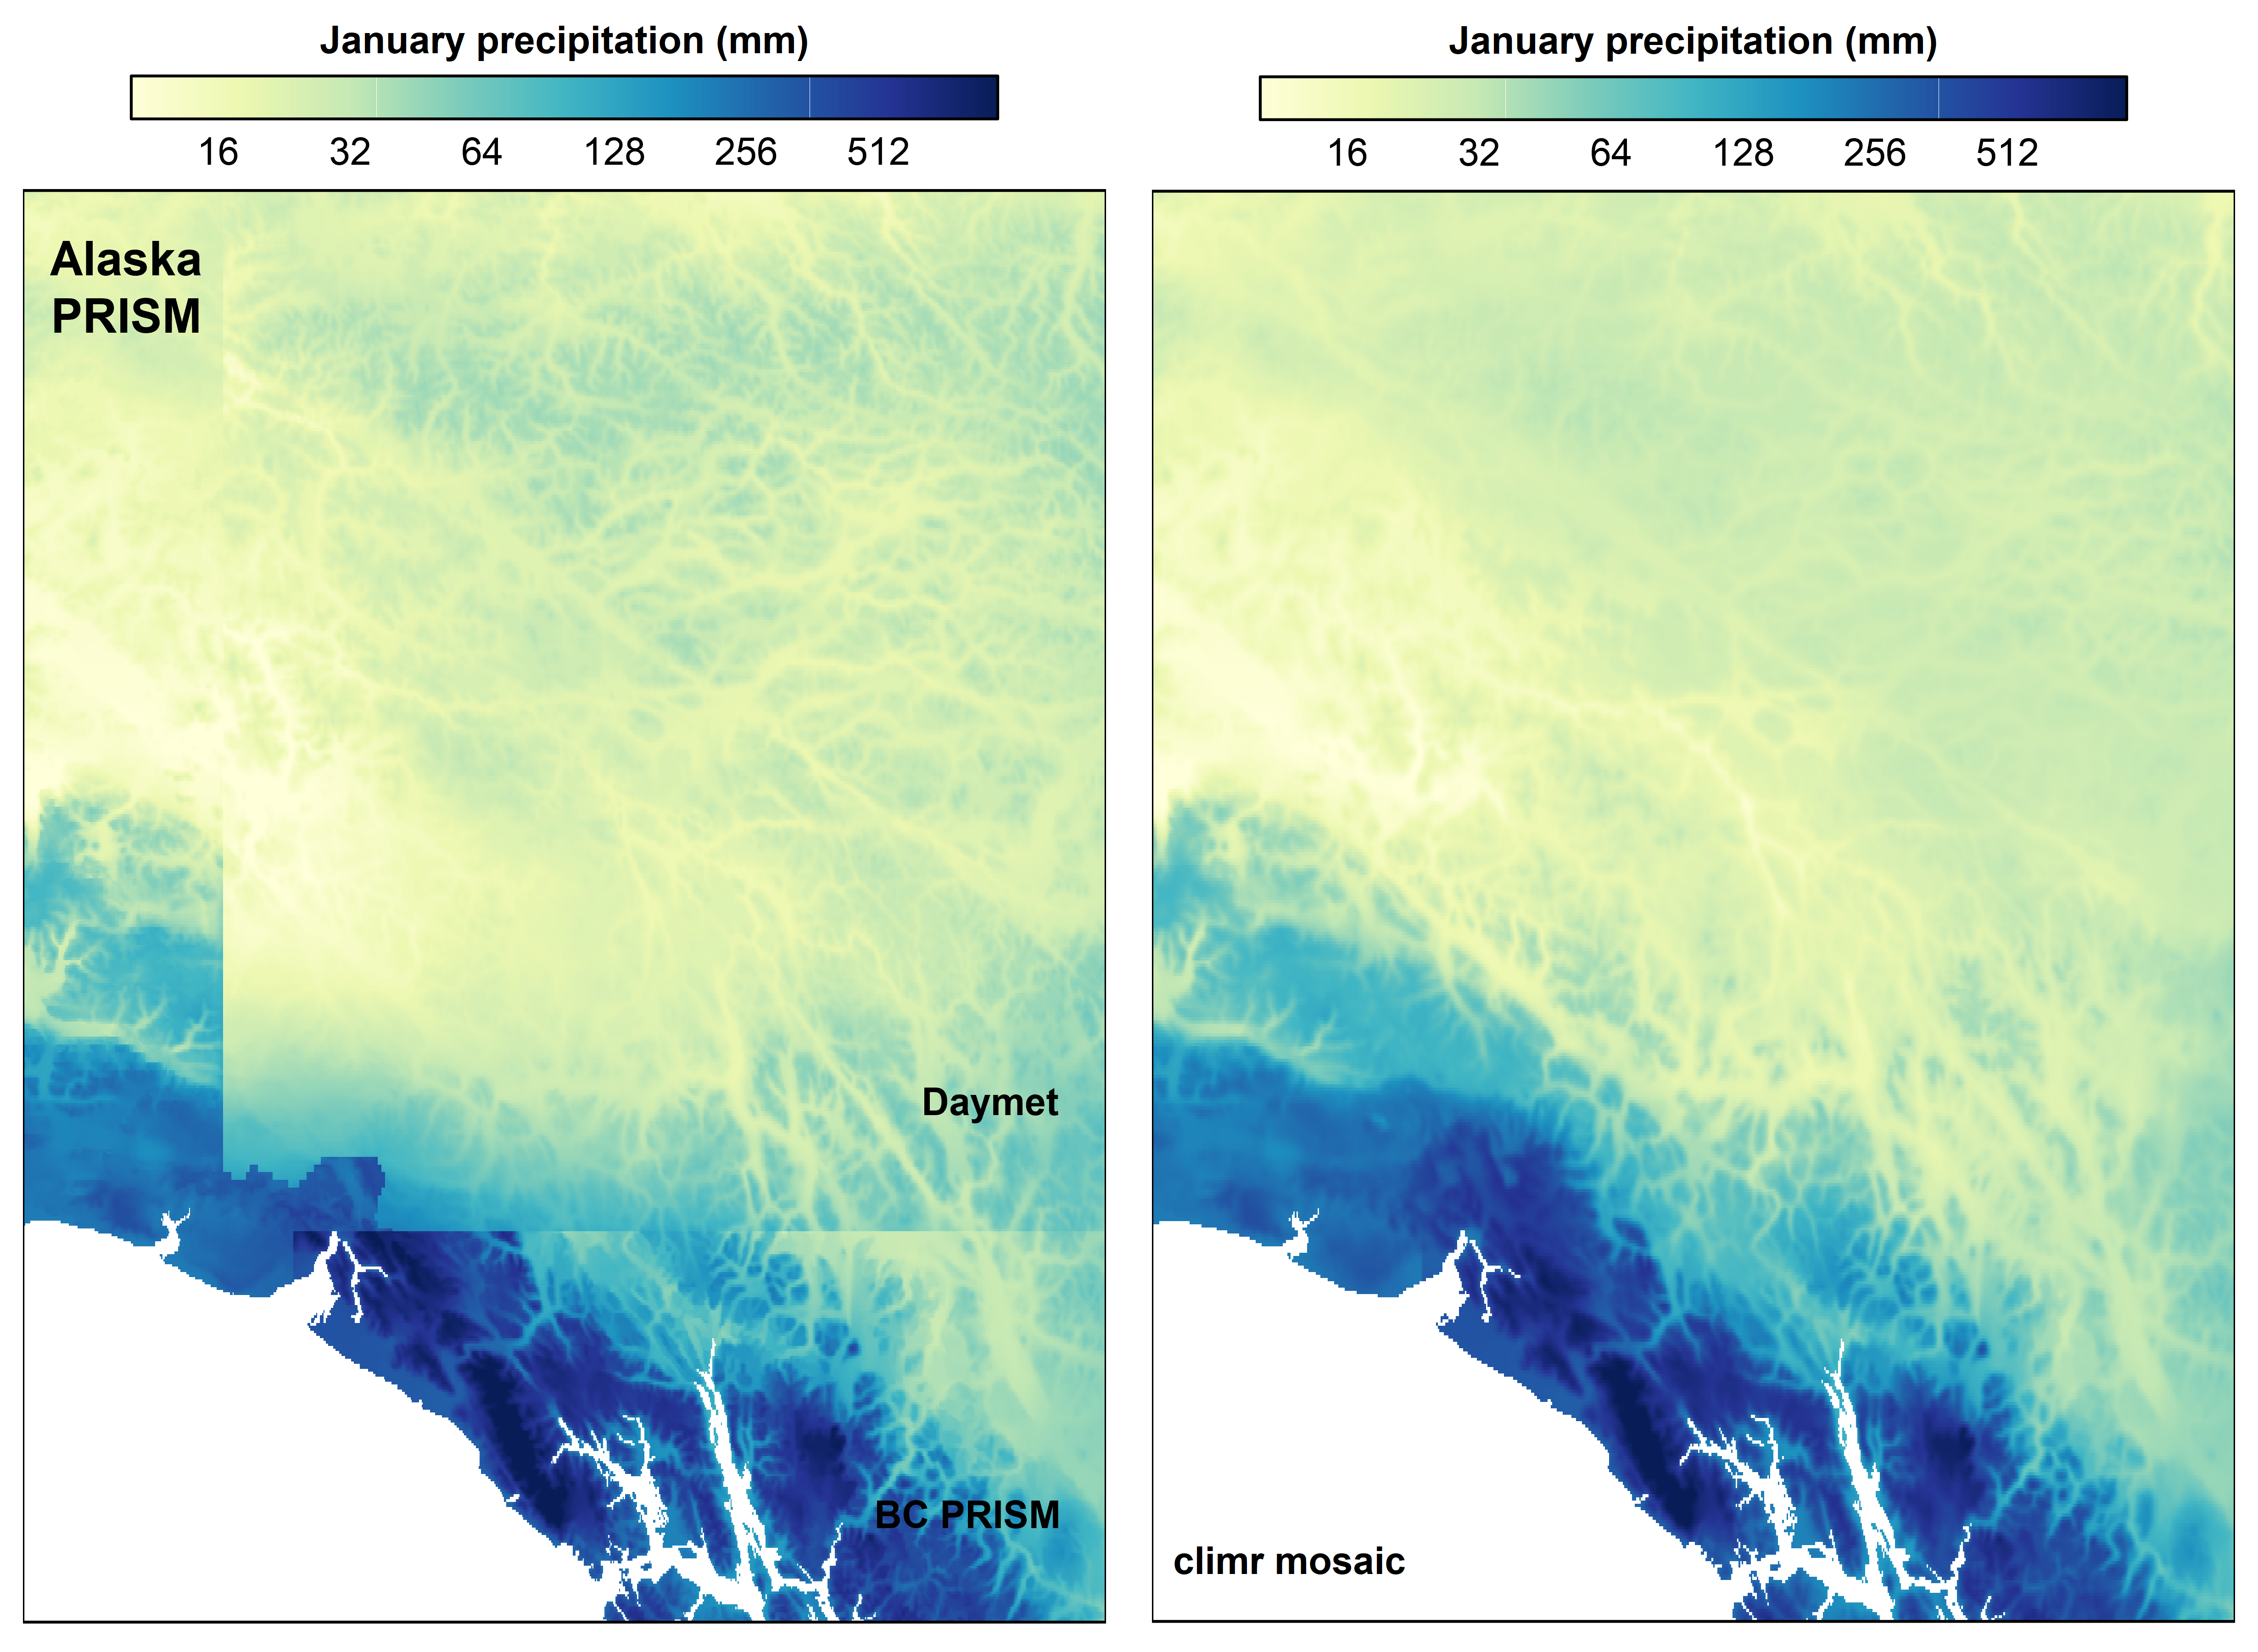 January precipitation (mm)
16 32 64 128 256 512
Alaska
PRISM
Daymet
BC PRISM
January precipitation (mm)
16 32 64 128 256 512
climr mosaic